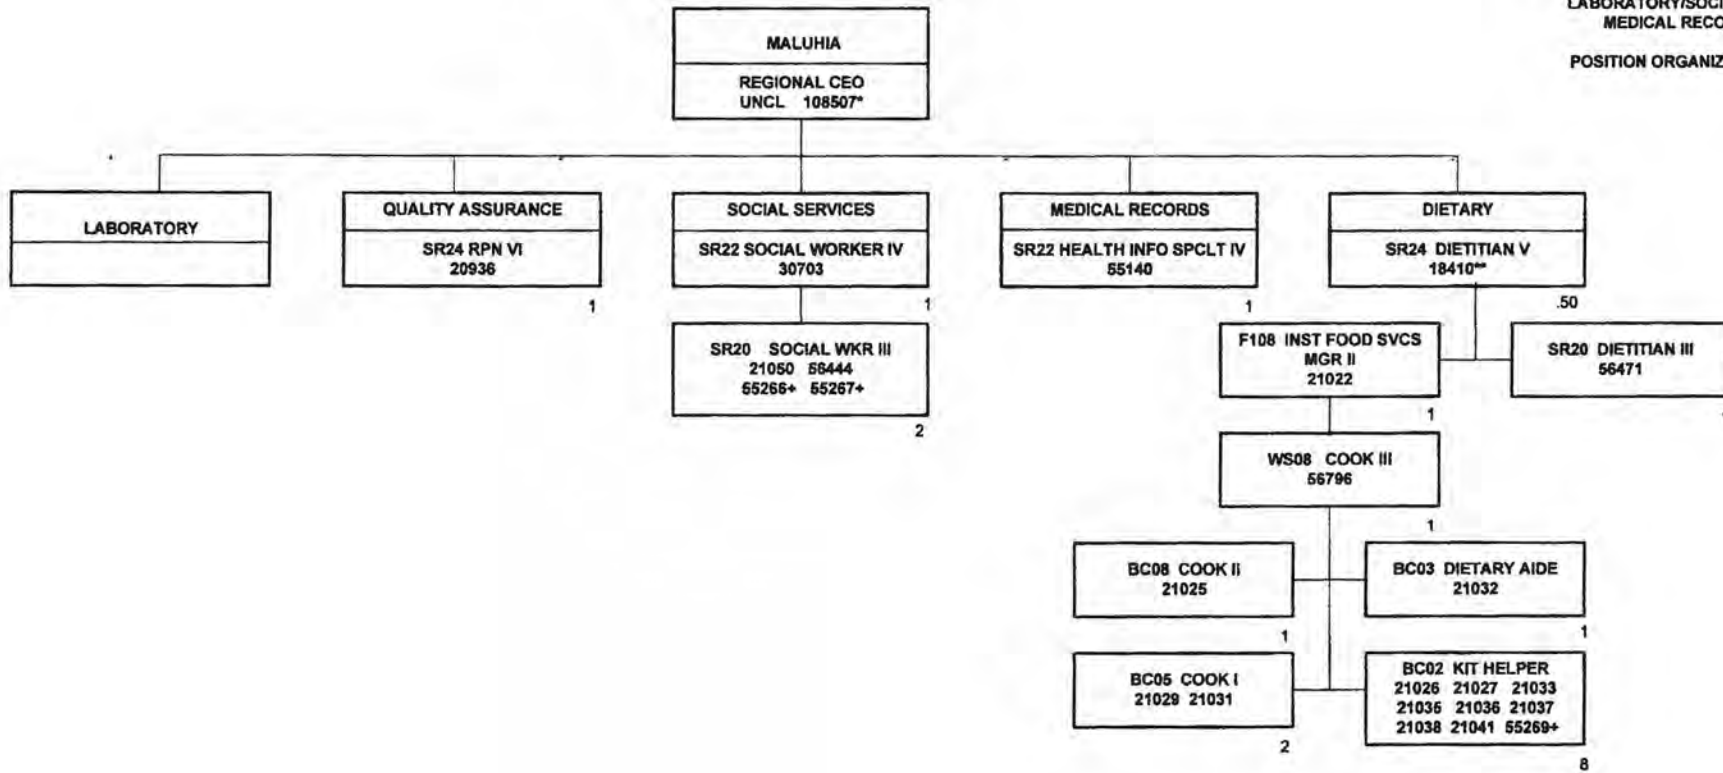 LABORATORY/SOCI
MEDICAL RECO
POSITION ORGANIZ
MALUHIA
REGIONAL CEO
UNCL 108507*
LABORATORY
QUALITY ASSURANCE
SR24 RPN VI
20936
1
SOCIAL SERVICES
SR22 SOCIAL WORKER IV
30703
1
SR20 SOCIAL WKR III
21050 56444
55266+ 55267+
2
MEDICAL RECORDS
SR22 HEALTH INFO SPCLT IV
55140
1
DIETARY
SR24 DIETITIAN V
18410**
.50
F108 INST FOOD SVCS
MGR II
21022
1
SR20 DIETITIAN III
56471
WS08 COOK III
56796
1
BC08 COOK II
21025
1
BC03 DIETARY AIDE
21032
1
BC05 COOK I
21029 21031
2
BC02 KIT HELPER
21026 21027 21033
21035 21036 21037
21038 21041 55269+
8